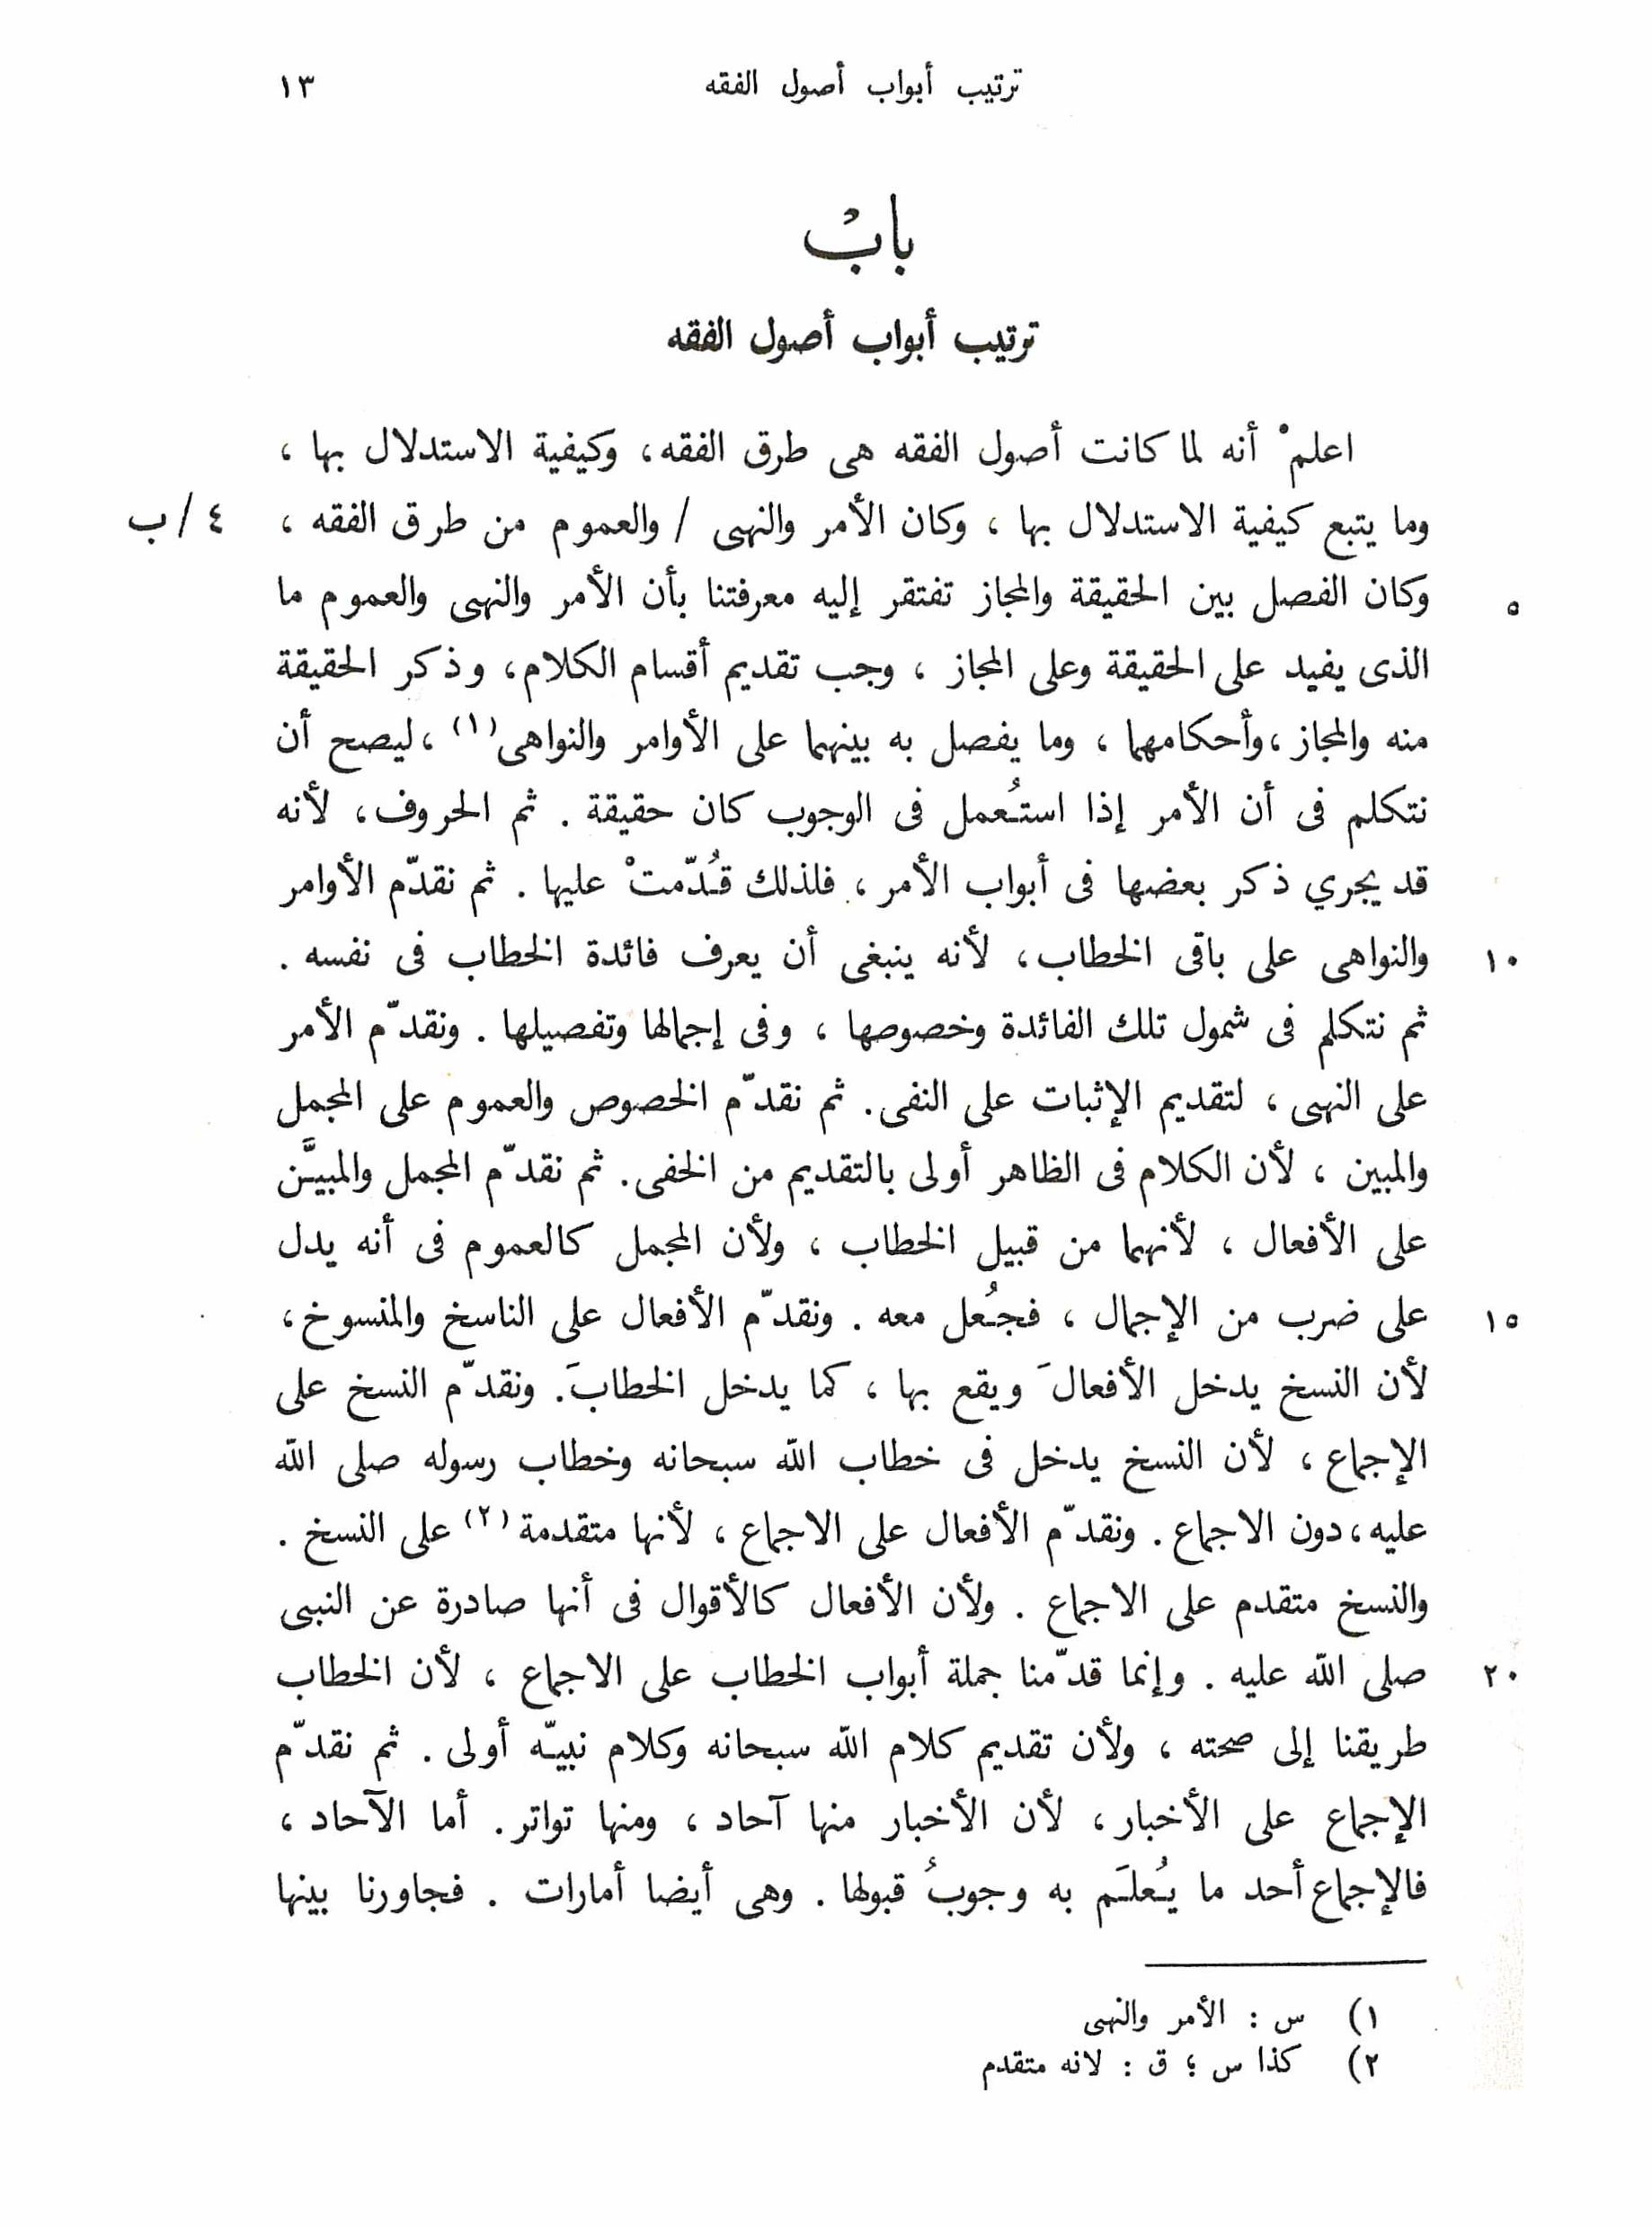 ترتيب أبواب أصول الفقه ١٣
بابٌ
ترتيب أبواب أصول الفقه
اعلمْ أنه لما كانت أصول الفقه هى طرق الفقه، وكيفية الاستدلال بها ،
وما يتبع كيفية الاستدلال بها ، وكان الأمر والنهى / والعموم من طرق الفقه ، ٤ / ب
وكان الفصل بين الحقيقة والمجاز تفتقر إليه معرفتنا بأن الأمر والنهى والعموم ما ٥
الذى يفيد على الحقيقة وعلى المجاز ، وجب تقديم أقسام الكلام، وذكر الحقيقة
منه والمجاز ،وأحكامهما ، وما يفصل به بينهما على الأوامر والنواهى(١) ،ليصح أن
نتكلم فى أن الأمر إذا استُعمل فى الوجوب كان حقيقة . ثم الحروف، لأنه
قد يجري ذكر بعضها فى أبواب الأمر ، فلذلك قُدّمتْ عليها . ثم نقدّم الأوامر
والنواهى على باقى الخطاب، لأنه ينبغى أن يعرف فائدة الخطاب فى نفسه . ١٠
ثم نتكلم فى شمول تلك الفائدة وخصوصها ، وفى إجمالها وتفصيلها . ونقدّم الأمر
على النهى ، لتقديم الإثبات على النفى. ثم نقدّم الخصوص والعموم على المجمل
والمبين ، لأن الكلام فى الظاهر أولى بالتقديم من الخفى. ثم نقدّم المجمل والمبيَّن
على الأفعال ، لأنهما من قبيل الخطاب ، ولأن المجمل كالعموم فى أنه يدل
على ضرب من الإجمال ، فجُعل معه . ونقدّم الأفعال على الناسخ والمنسوخ، ١٥
لأن النسخ يدخل الأفعالَ ويقع بها ، كما يدخل الخطابَ. ونقدّم النسخ على
الإجماع ، لأن النسخ يدخل فى خطاب اللّه سبحانه وخطاب رسوله صلى اللّه
عليه، دون الاجماع. ونقدّم الأفعال على الاجماع ، لأنها متقدمة(٢) على النسخ .
والنسخ متقدم على الاجماع . ولأن الأفعال كالأقوال فى أنها صادرة عن النبى
صلى اللّه عليه . وإنما قدّمنا جملة أبواب الخطاب على الاجماع ، لأن الخطاب ٢٠
طريقنا إلى صحته ، ولأن تقديم كلام اللّه سبحانه وكلام نبيّه أولى . ثم نقدّم
الإجماع على الأخبار، لأن الأخبار منها آحاد ، ومنها تواتر. أما الآحاد ،
فالإجماع أحد ما يُعلَم به وجوبُ قبولها . وهى أيضا أمارات . فجاورنا بينها
١) س : الأمر والنهى
٢) كذا س ؛ ق : لانه متقدم